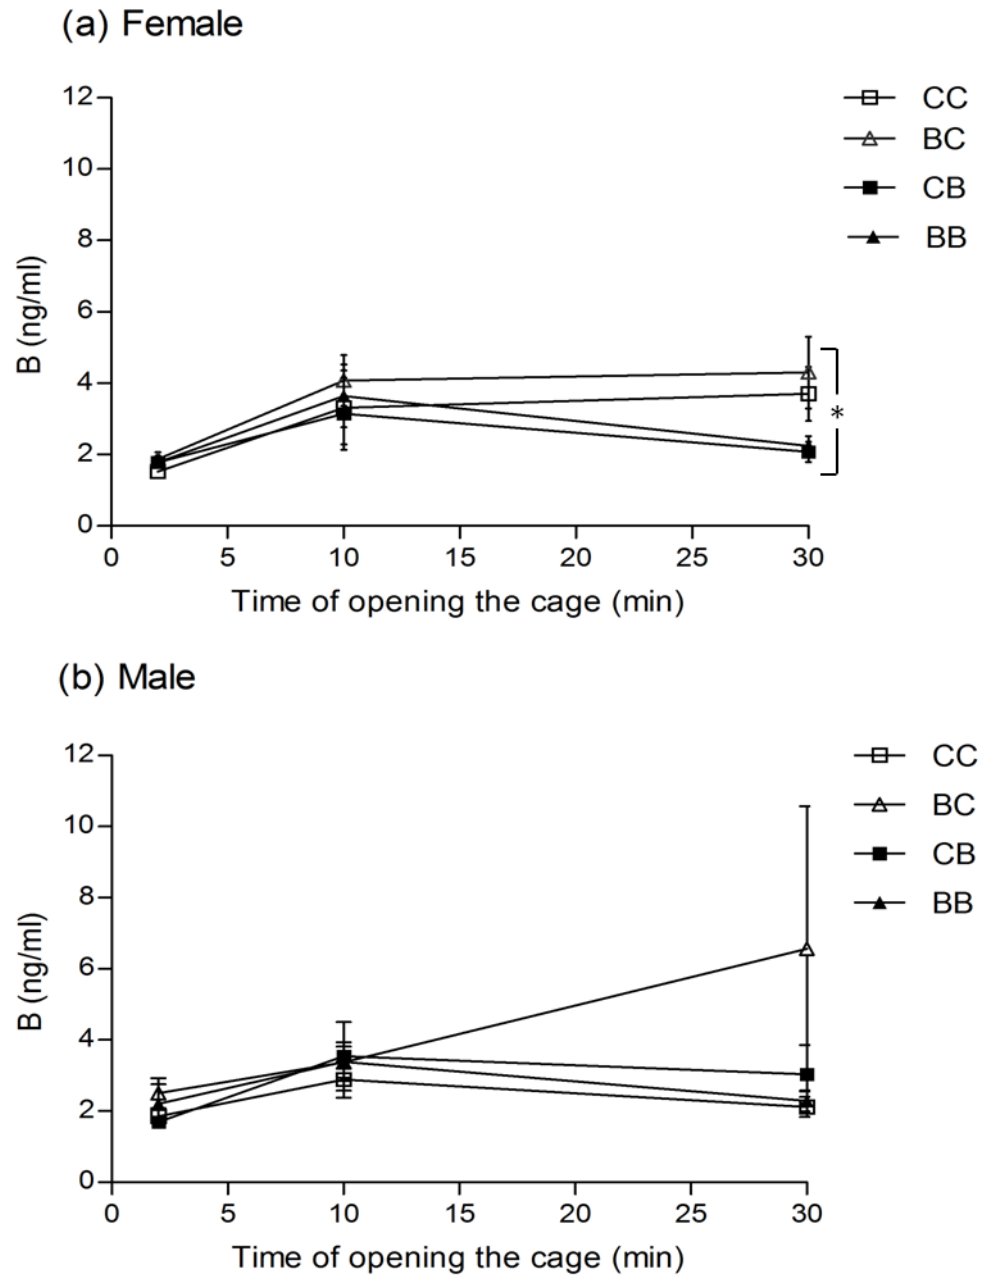 (a) Female
12
10
8
6
4
2
0
B (ng/ml)
CC
BC
CB
BB
*
0 5 10 15 20 25 30
Time of opening the cage (min)
(b) Male
12
10
8
6
4
2
0
B (ng/ml)
CC
BC
CB
BB
0 5 10 15 20 25 30
Time of opening the cage (min)